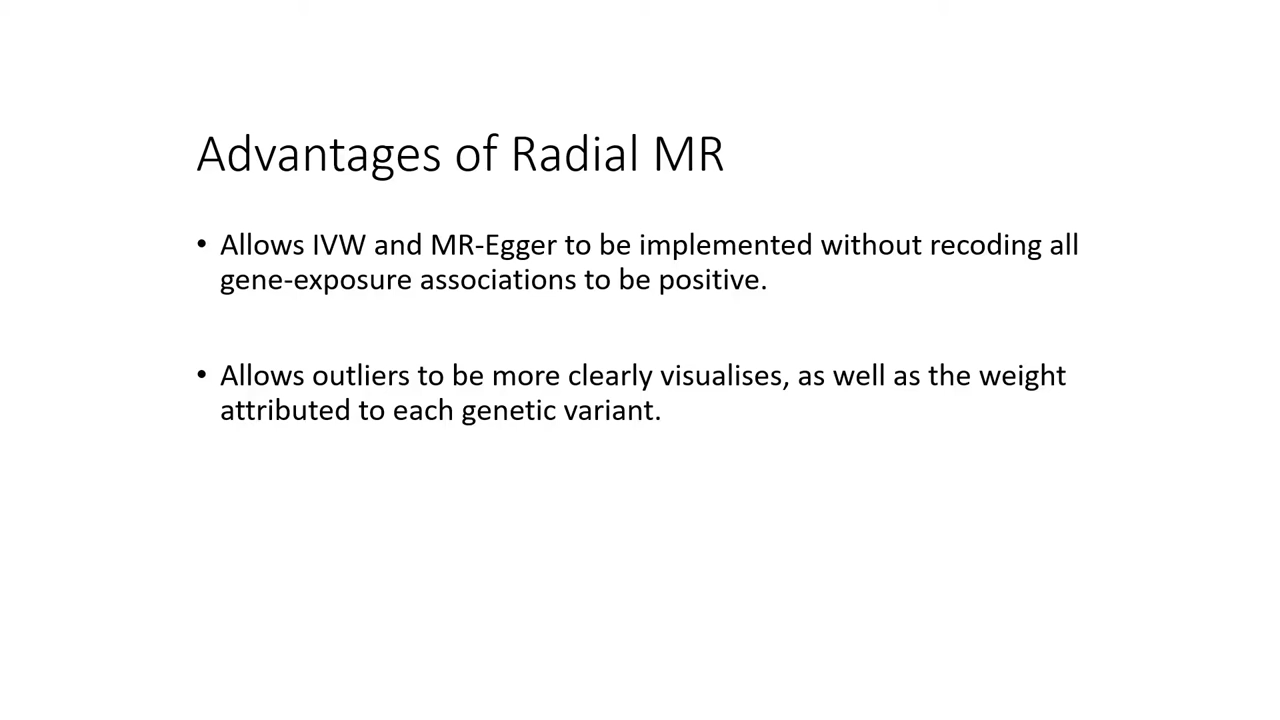 Advantages of Radial MR
• Allows IVW and MR-Egger to be implemented without recoding all
gene-exposure associations to be positive.
• Allows outliers to be more clearly visualises, as well as the weight
attributed to each genetic variant.